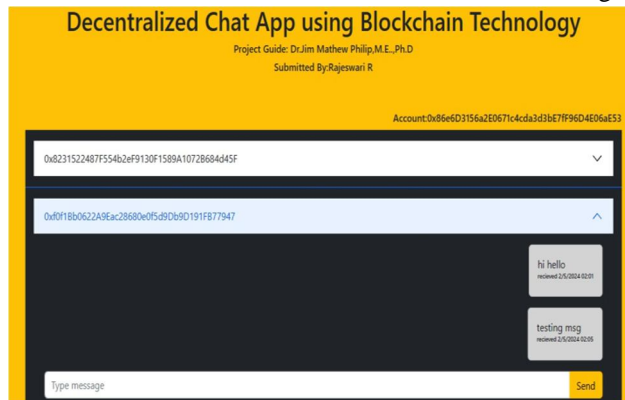 Decentralized Chat App using Blockchain Technology
Project Guide: Dr.Jim Mathew Philip,M.E.,Ph.D
Submitted By:Rajeswari R
Account:0x86e6D3156a2E0671c4cda3d3bE7fF96D4E06aE53
0x8231522487F554b2eF9130F1589A1072B684d45F
0xf0f1Bb0622A9Eac28680e0f5d9Db9D191FB77947
hi hello
recieved 2/5/2024 02:01
testing msg
recieved 2/5/2024 02:05
Type message
Send